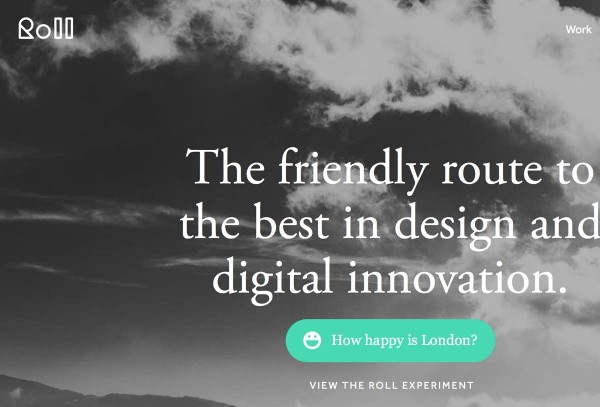 Roll
Work
The friendly route to
the best in design and
digital innovation.
How happy is London?
VIEW THE ROLL EXPERIMENT